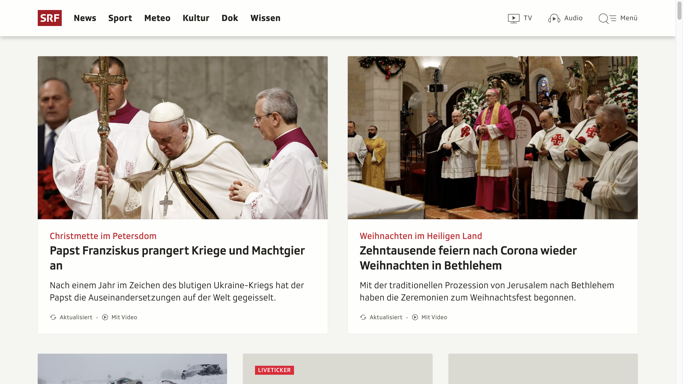 SRF News Sport Meteo Kultur Dok Wissen TV Audio Menü
Christmette im Petersdom
Papst Franziskus prangert Kriege und Machtgier
an
Nach einem Jahr im Zeichen des blutigen Ukraine-Kriegs hat der
Papst die Auseinandersetzungen auf der Welt gegeisselt.
Aktualisiert · Mit Video
Weihnachten im Heiligen Land
Zehntausende feiern nach Corona wieder
Weihnachten in Bethlehem
Mit der traditionellen Prozession von Jerusalem nach Bethlehem
haben die Zeremonien zum Weihnachtsfest begonnen.
Aktualisiert · Mit Video
LIVETICKER